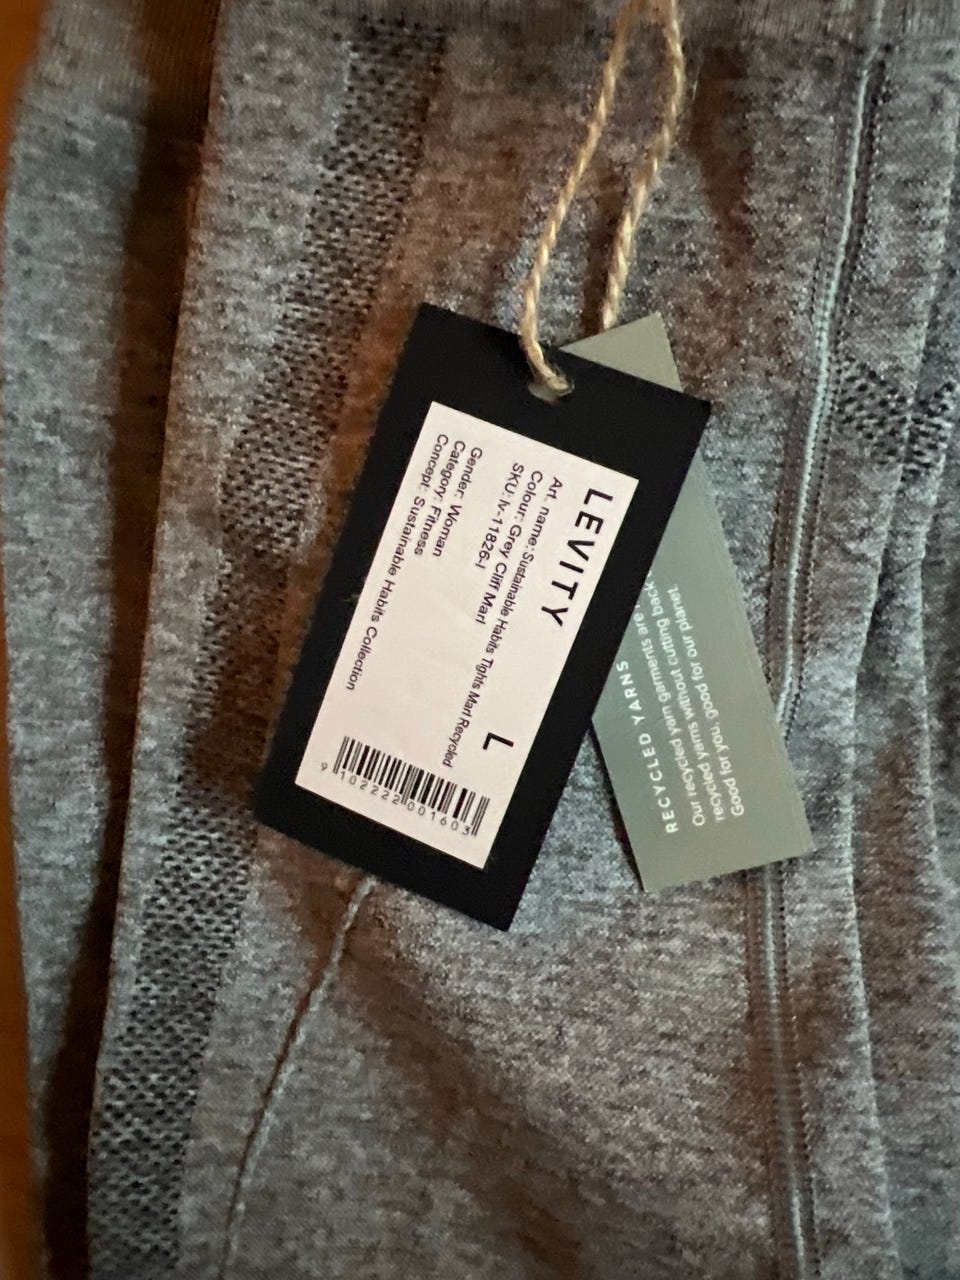 LEVITY
L
Art. name: Sustainable Habits Tights Marl Recycled
Colour: Grey Cliff Marl
SKU: lv-11826-l
Gender: Woman
Category: Fitness
Concept: Sustainable Habits Collection
9 102222 001603
RECYCLED YARNS
Our recycled yarn garments are
recycled yarns without cutting back
Good for you, good for our planet.